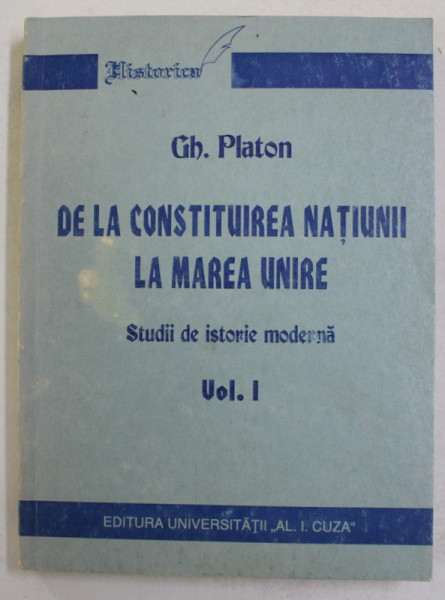 Historica
Gh. Platon
DE LA CONSTITUIREA NAȚIUNII
LA MAREA UNIRE
Studii de istorie modernă
Vol. I
EDITURA UNIVERSITĂȚII „AL. I. CUZA"